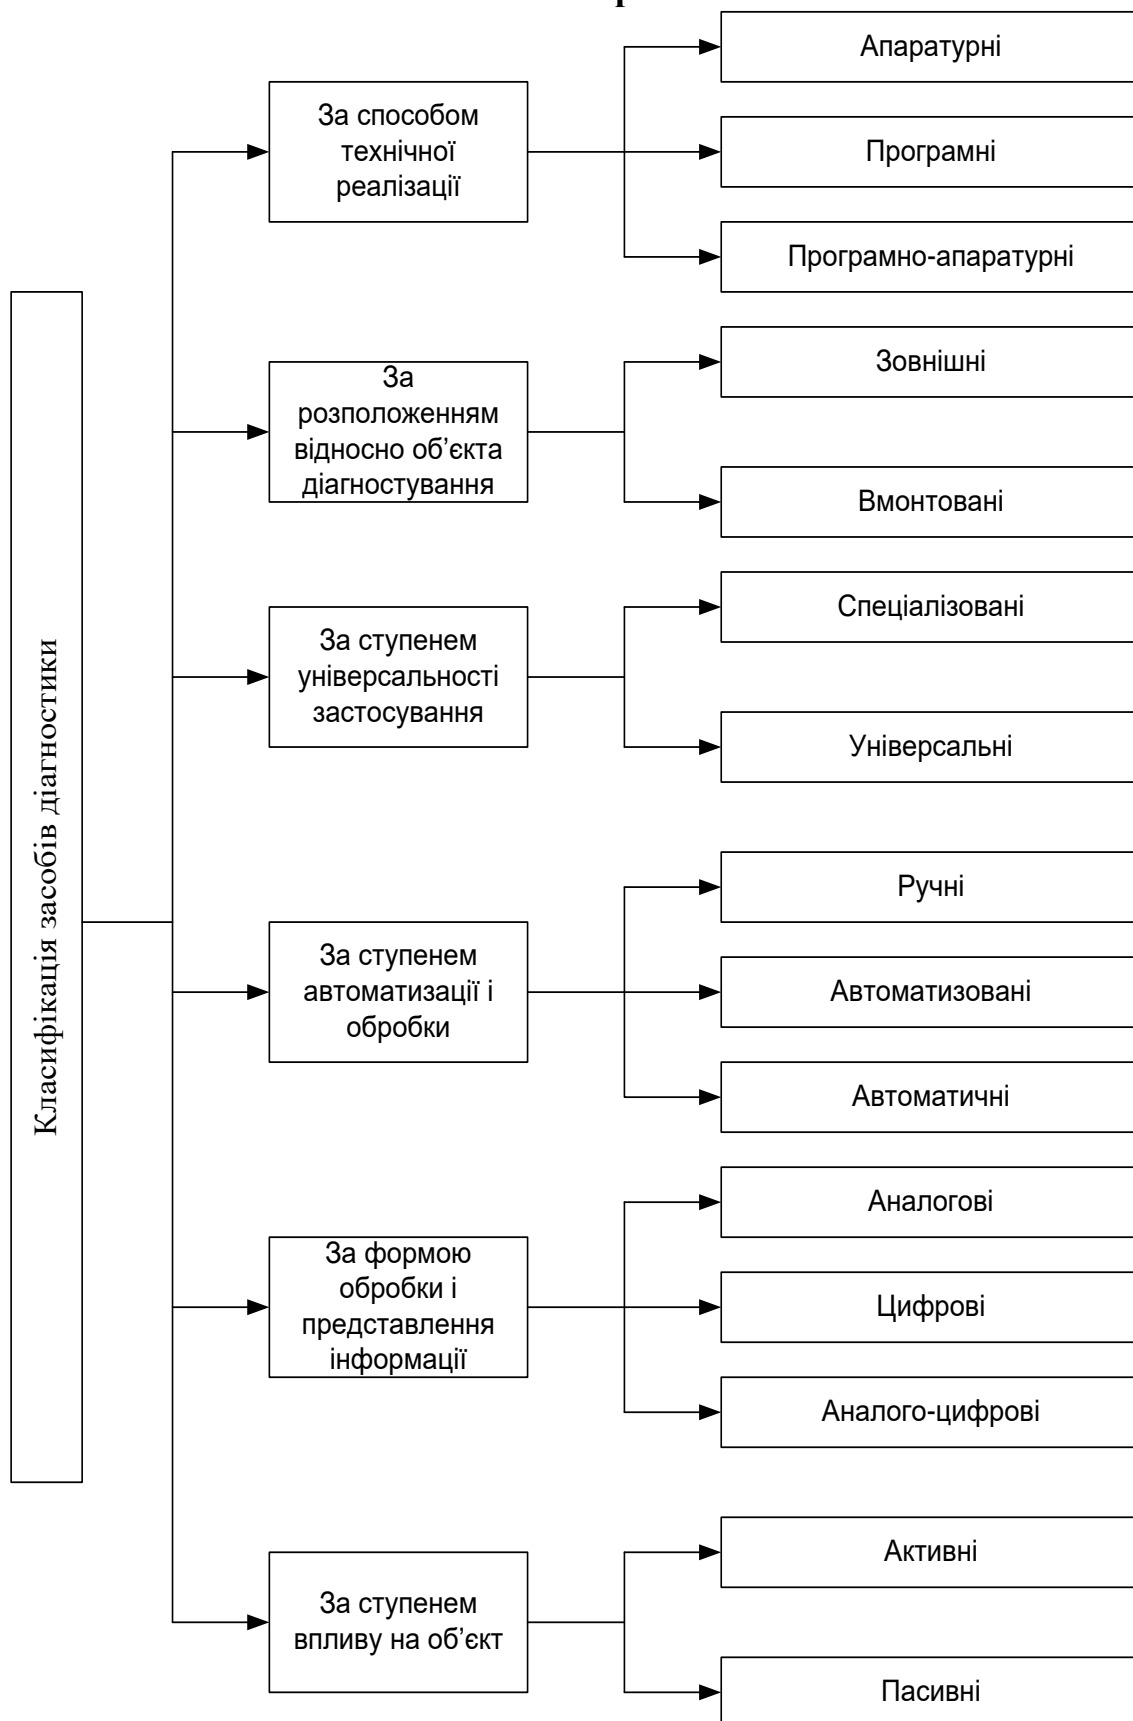 Апаратурні
За способом
технічної
реалізації
Програмні
Програмно-апаратурні
Зовнішні
За
розположенням
відносно об’єкта
діагностування
Вмонтовані
Спеціалізовані
За ступенем
універсальності
застосування
Універсальні
Класифікація засобів діагностики
Ручні
За ступенем
автоматизації і
обробки
Автоматизовані
Автоматичні
Аналогові
За формою
обробки і
представлення
інформації
Цифрові
Аналого-цифрові
Активні
За ступенем
впливу на об’єкт
Пасивні